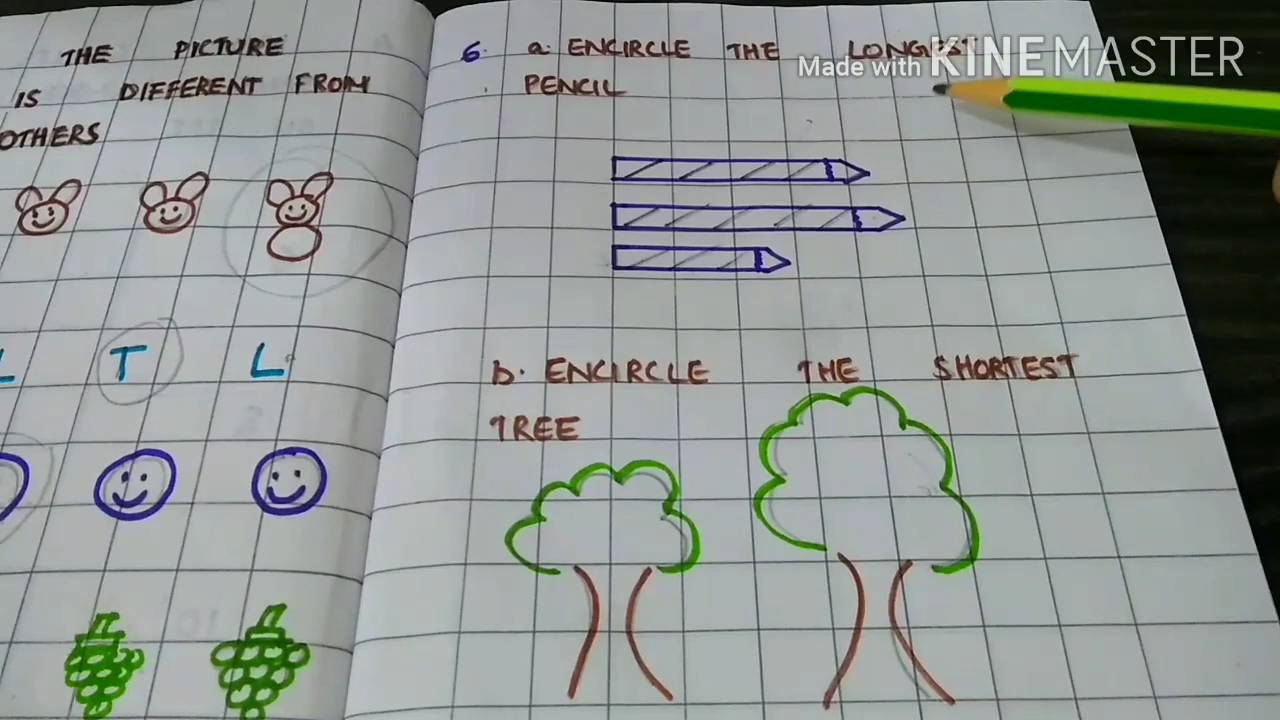 THE PICTURE
IS DIFFERENT FROM
OTHERS
T L
6. a ENCIRCLE THE LONGEST
PENCIL
b. ENCIRCLE THE SHORTEST
TREE
Made with KINEMASTER